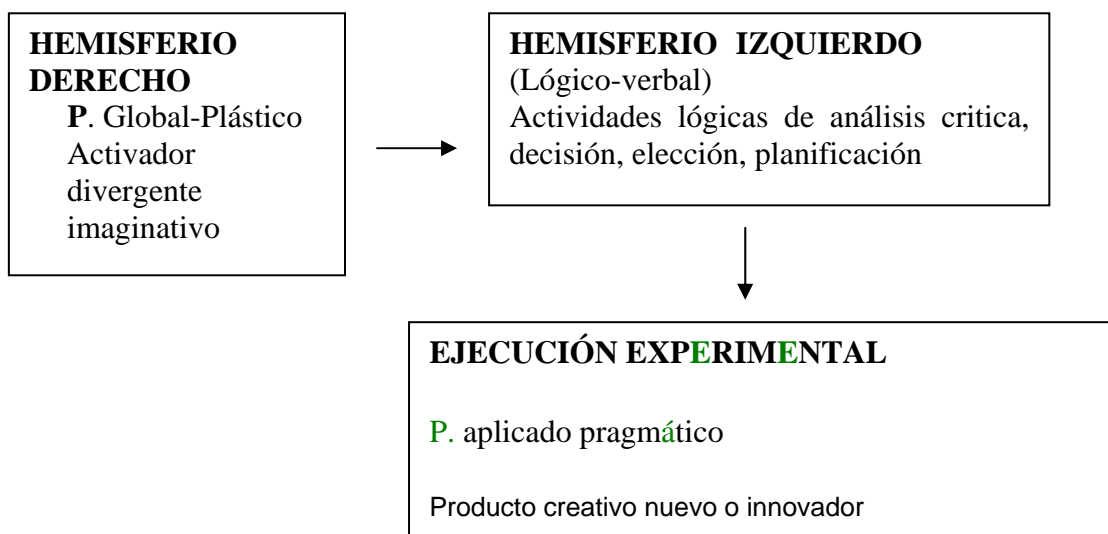 HEMISFERIO
DERECHO
P. Global-Plástico
Activador
divergente
imaginativo
HEMISFERIO IZQUIERDO
(Lógico-verbal)
Actividades lógicas de análisis critica,
decisión, elección, planificación
EJECUCIÓN EXPERIMENTAL
P. aplicado pragmático
Producto creativo nuevo o innovador